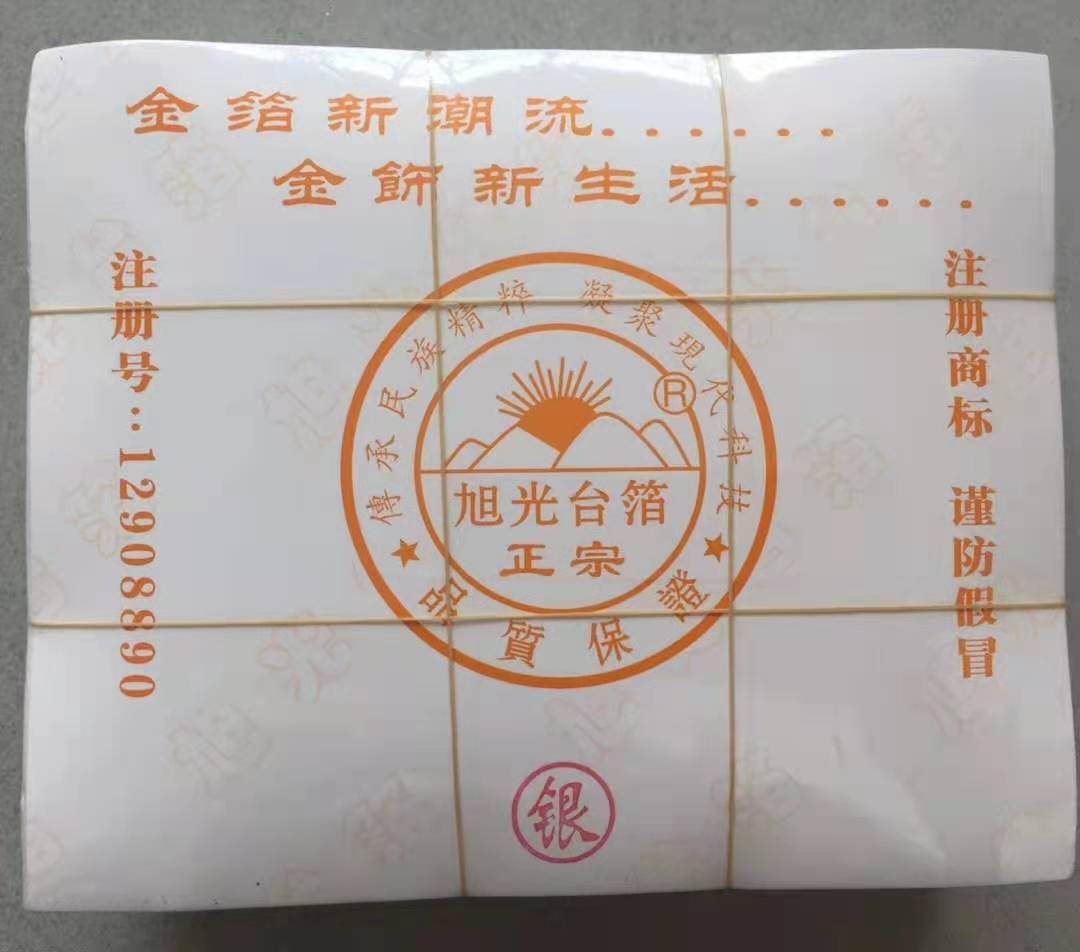 金箔新潮流......
金飾新生活......
注册号：12908890
傳承民族精粹 凝聚現代科技
®
旭光台箔
正宗
★品質保證★
注册商标 谨防假冒
銀